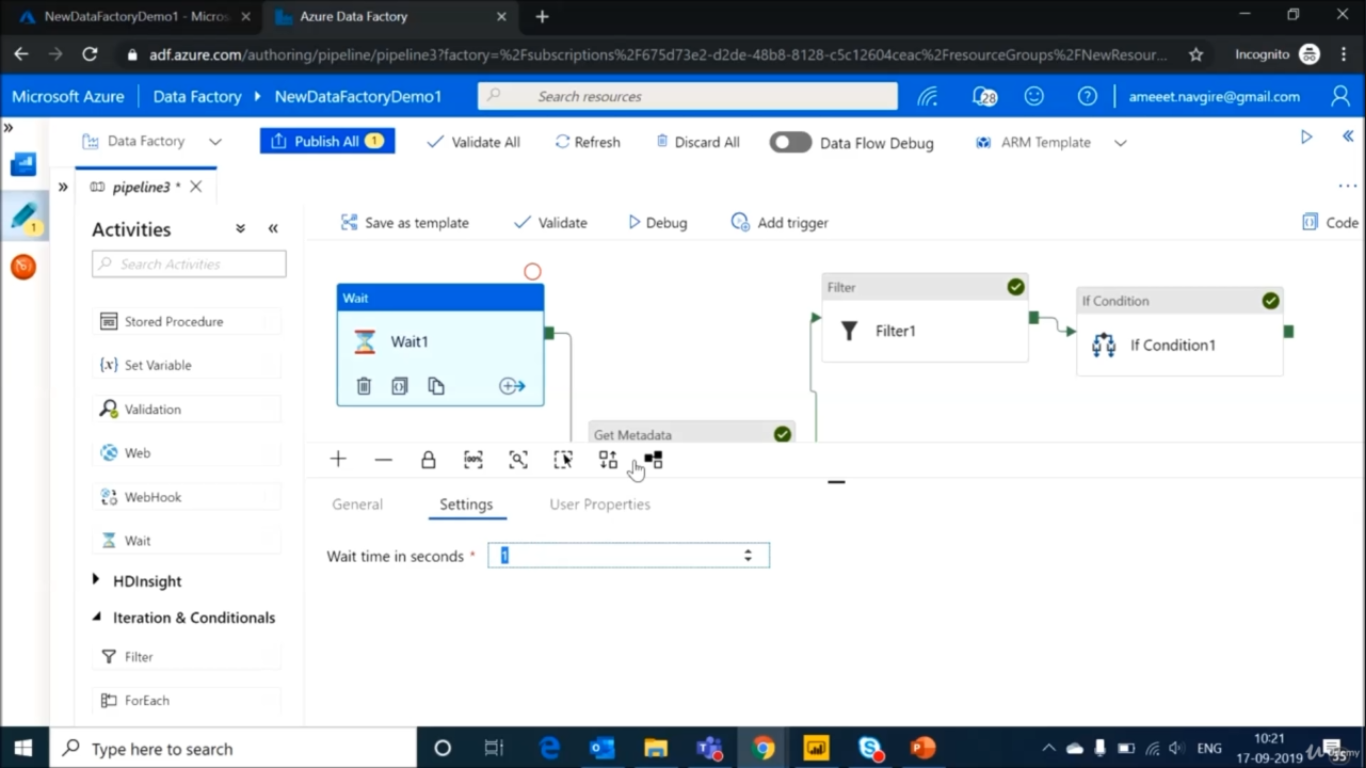 NewDataFactoryDemo1 - Micros
Azure Data Factory
adf.azure.com/authoring/pipeline/pipeline3?factory=%2Fsubscriptions%2F675d73e2-d2de-48b8-8128-c5c12604ceac%2FresourceGroups%2FNewResour...
Incognito
Microsoft Azure
Data Factory
NewDataFactoryDemo1
Search resources
28
ameeet.navgire@gmail.com
Data Factory
Publish All 1
Validate All
Refresh
Discard All
Data Flow Debug
ARM Template
pipeline3 *
1
Activities
Search Activities
Save as template
Validate
Debug
Add trigger
Code
Stored Procedure
Set Variable
Validation
Web
WebHook
Wait
HDInsight
Iteration & Conditionals
Filter
ForEach
Wait
Wait1
Get Metadata
Filter
Filter1
If Condition
If Condition1
100%
General
Settings
User Properties
Wait time in seconds *
1
Type here to search
ENG
10:21
17-09-2019
35